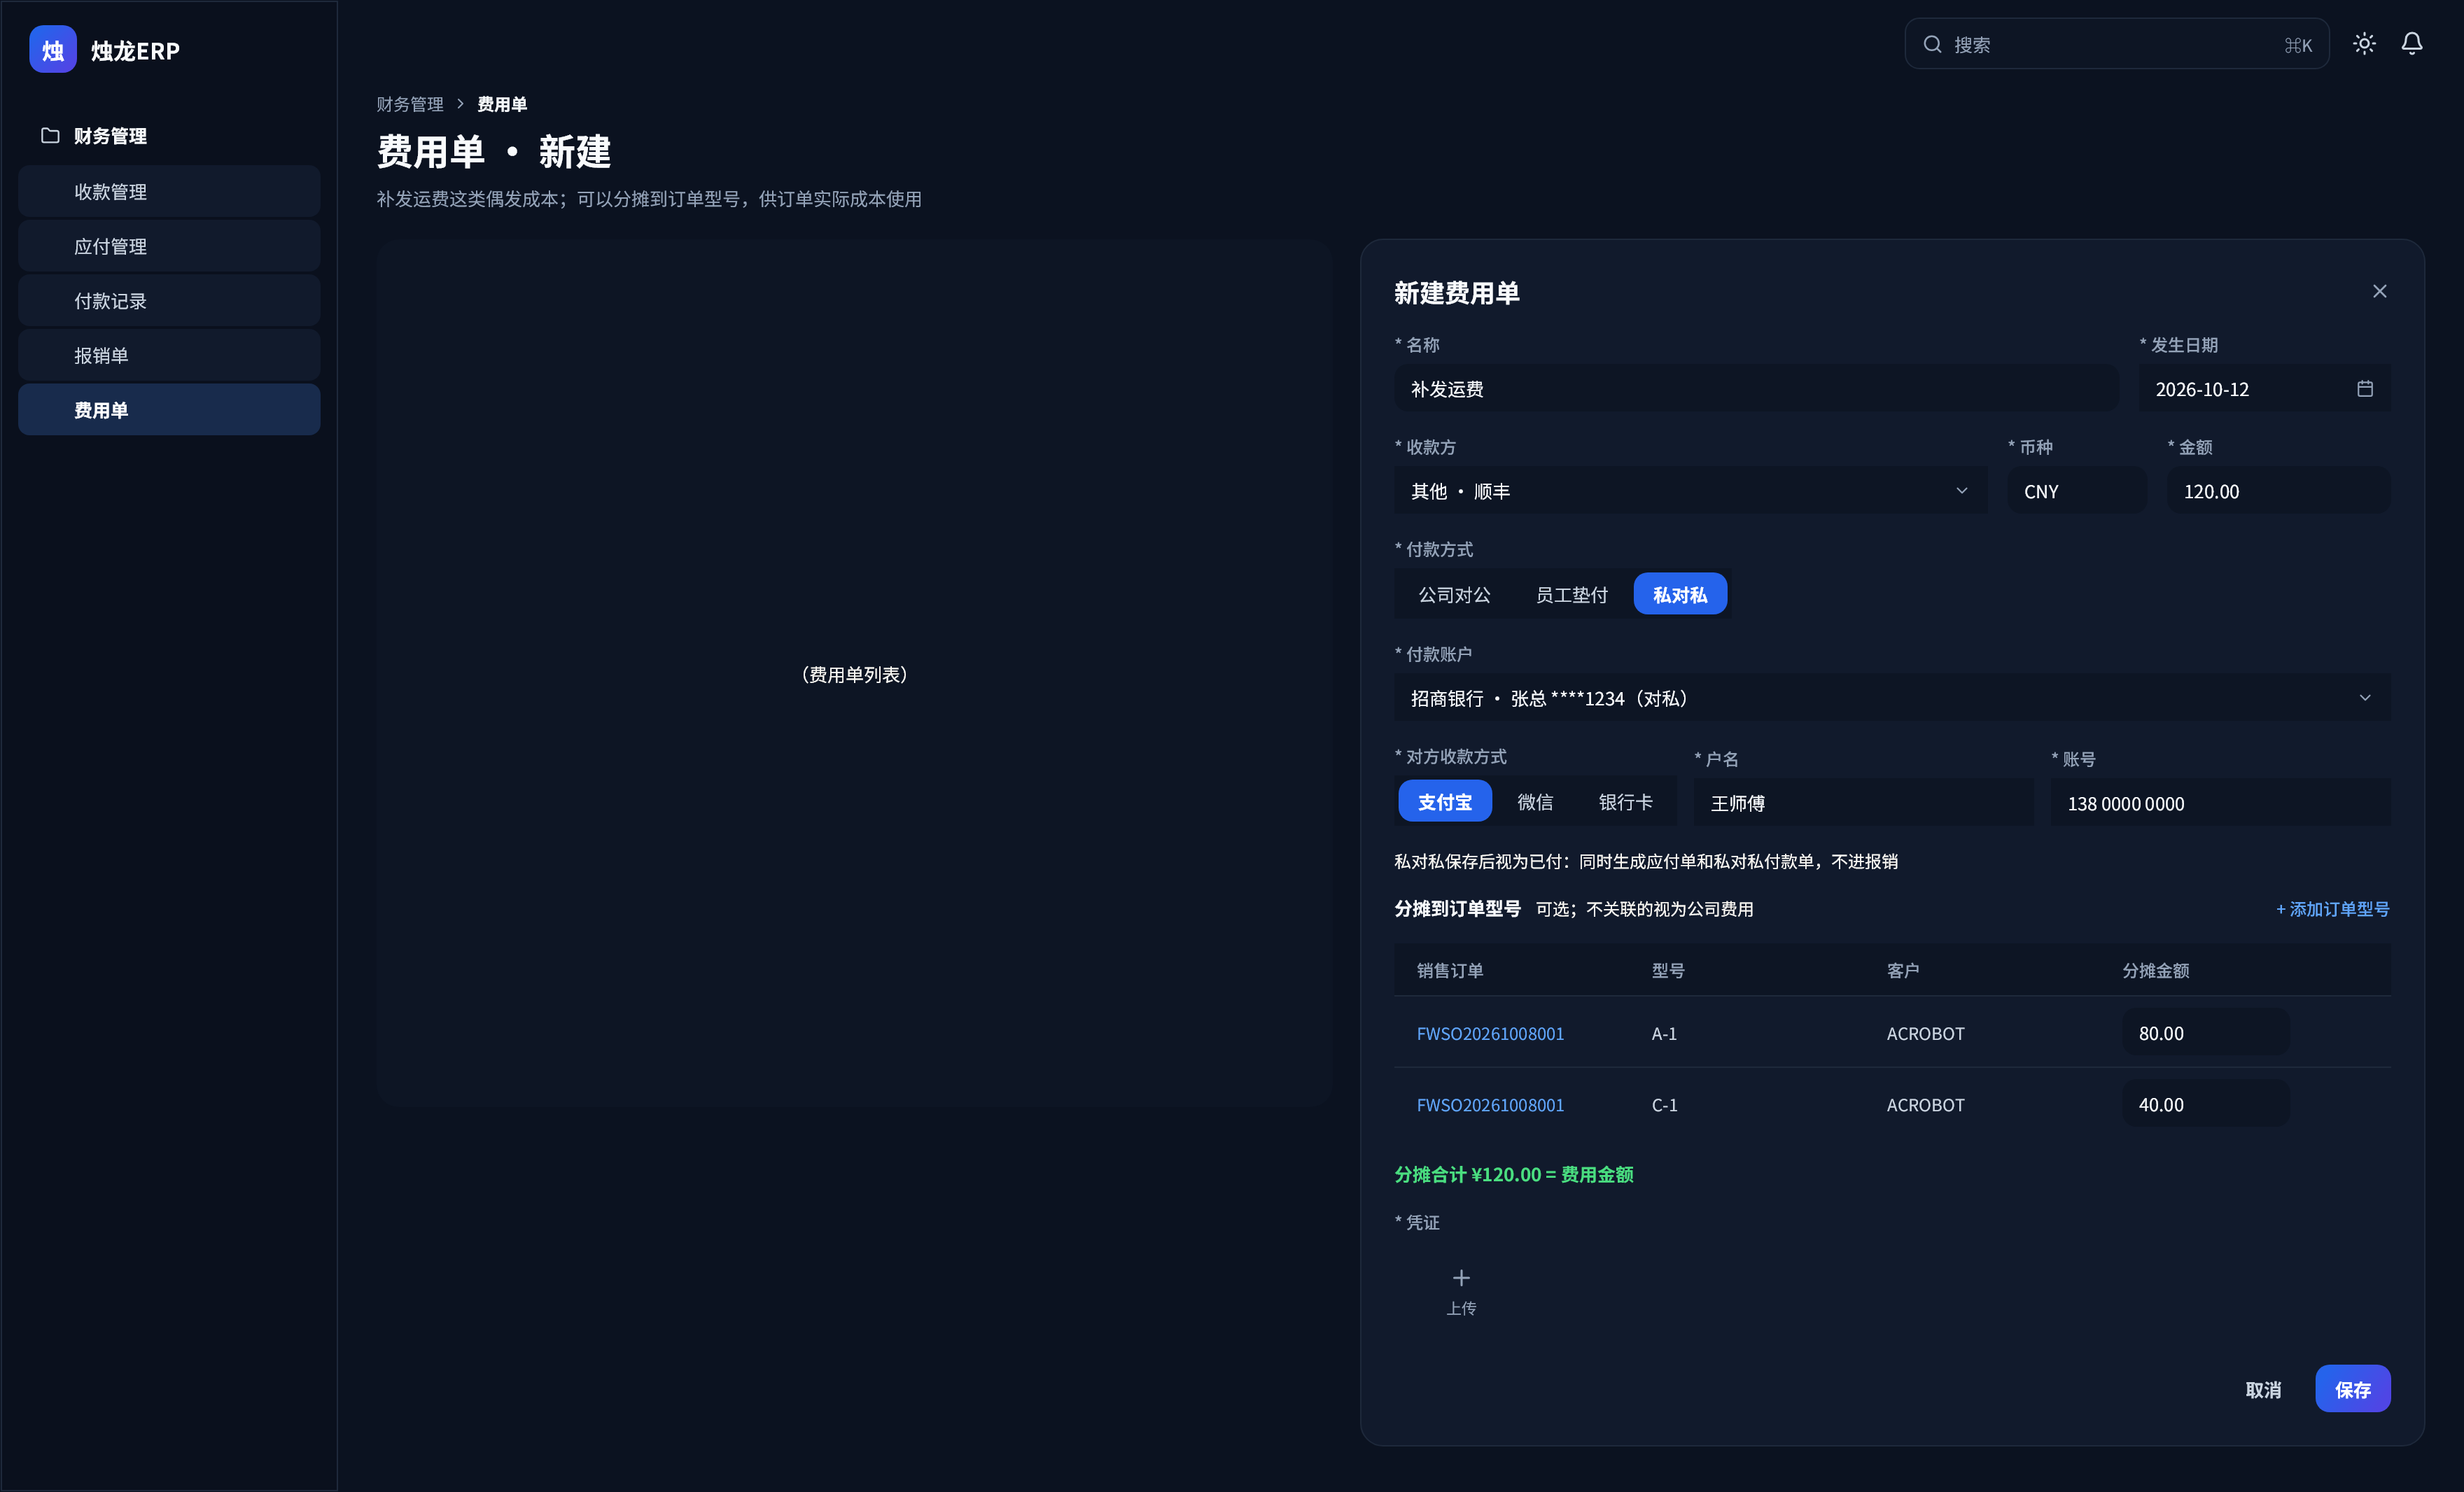 烛 烛龙ERP
搜索 ⌘K
财务管理
收款管理
应付管理
付款记录
报销单
费用单
财务管理 > 费用单
费用单 · 新建
补发运费这类偶发成本；可以分摊到订单型号，供订单实际成本使用
（费用单列表）
新建费用单
* 名称 * 发生日期
补发运费 2026-10-12
* 收款方 * 币种 * 金额
其他 · 顺丰 CNY 120.00
* 付款方式
公司对公 员工垫付 私对私
* 付款账户
招商银行 · 张总 ****1234（对私）
* 对方收款方式 * 户名 * 账号
支付宝 微信 银行卡 王师傅 138 0000 0000
私对私保存后视为已付：同时生成应付单和私对私付款单，不进报销
分摊到订单型号 可选；不关联的视为公司费用 + 添加订单型号
销售订单 型号 客户 分摊金额
FWSO20261008001 A-1 ACROBOT 80.00
FWSO20261008001 C-1 ACROBOT 40.00
分摊合计 ¥120.00 = 费用金额
* 凭证
上传
取消 保存